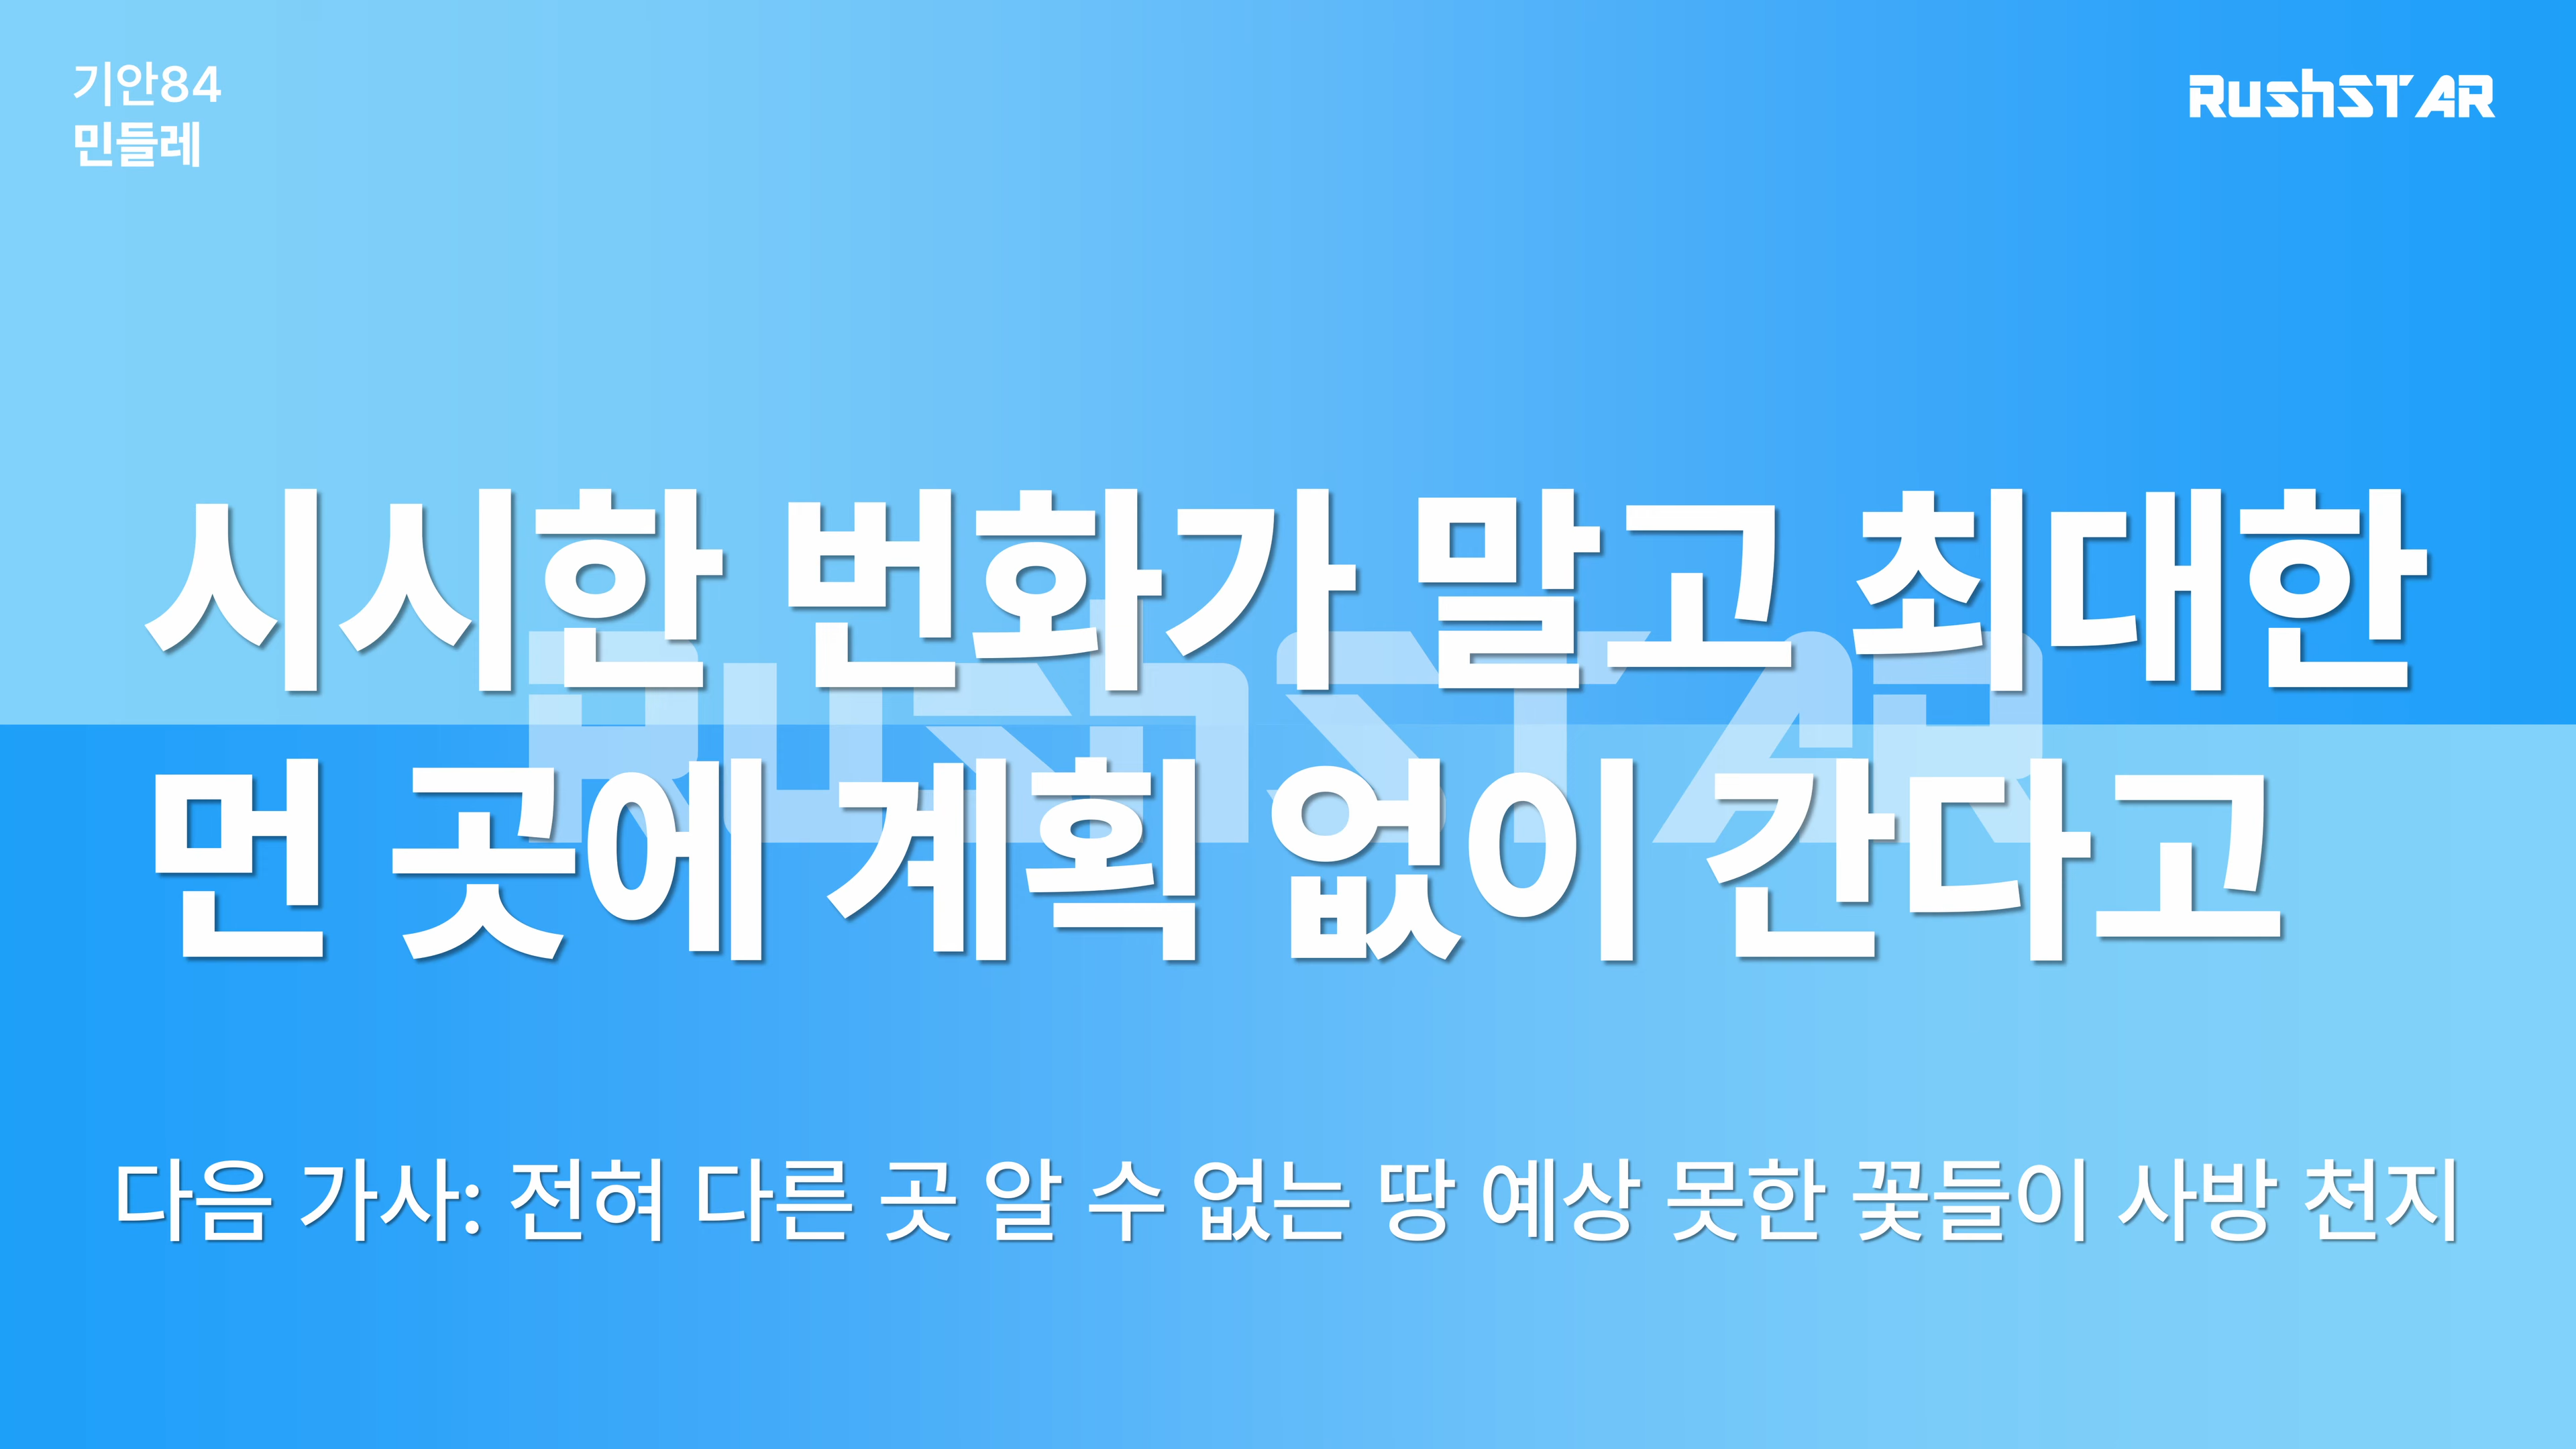 기안84
민들레
RushSTAR
시시한 번화가 말고 최대한
RushSTAR
먼 곳에 계획 없이 간다고
다음 가사: 전혀 다른 곳 알 수 없는 땅 예상 못한 꽃들이 사방 천지